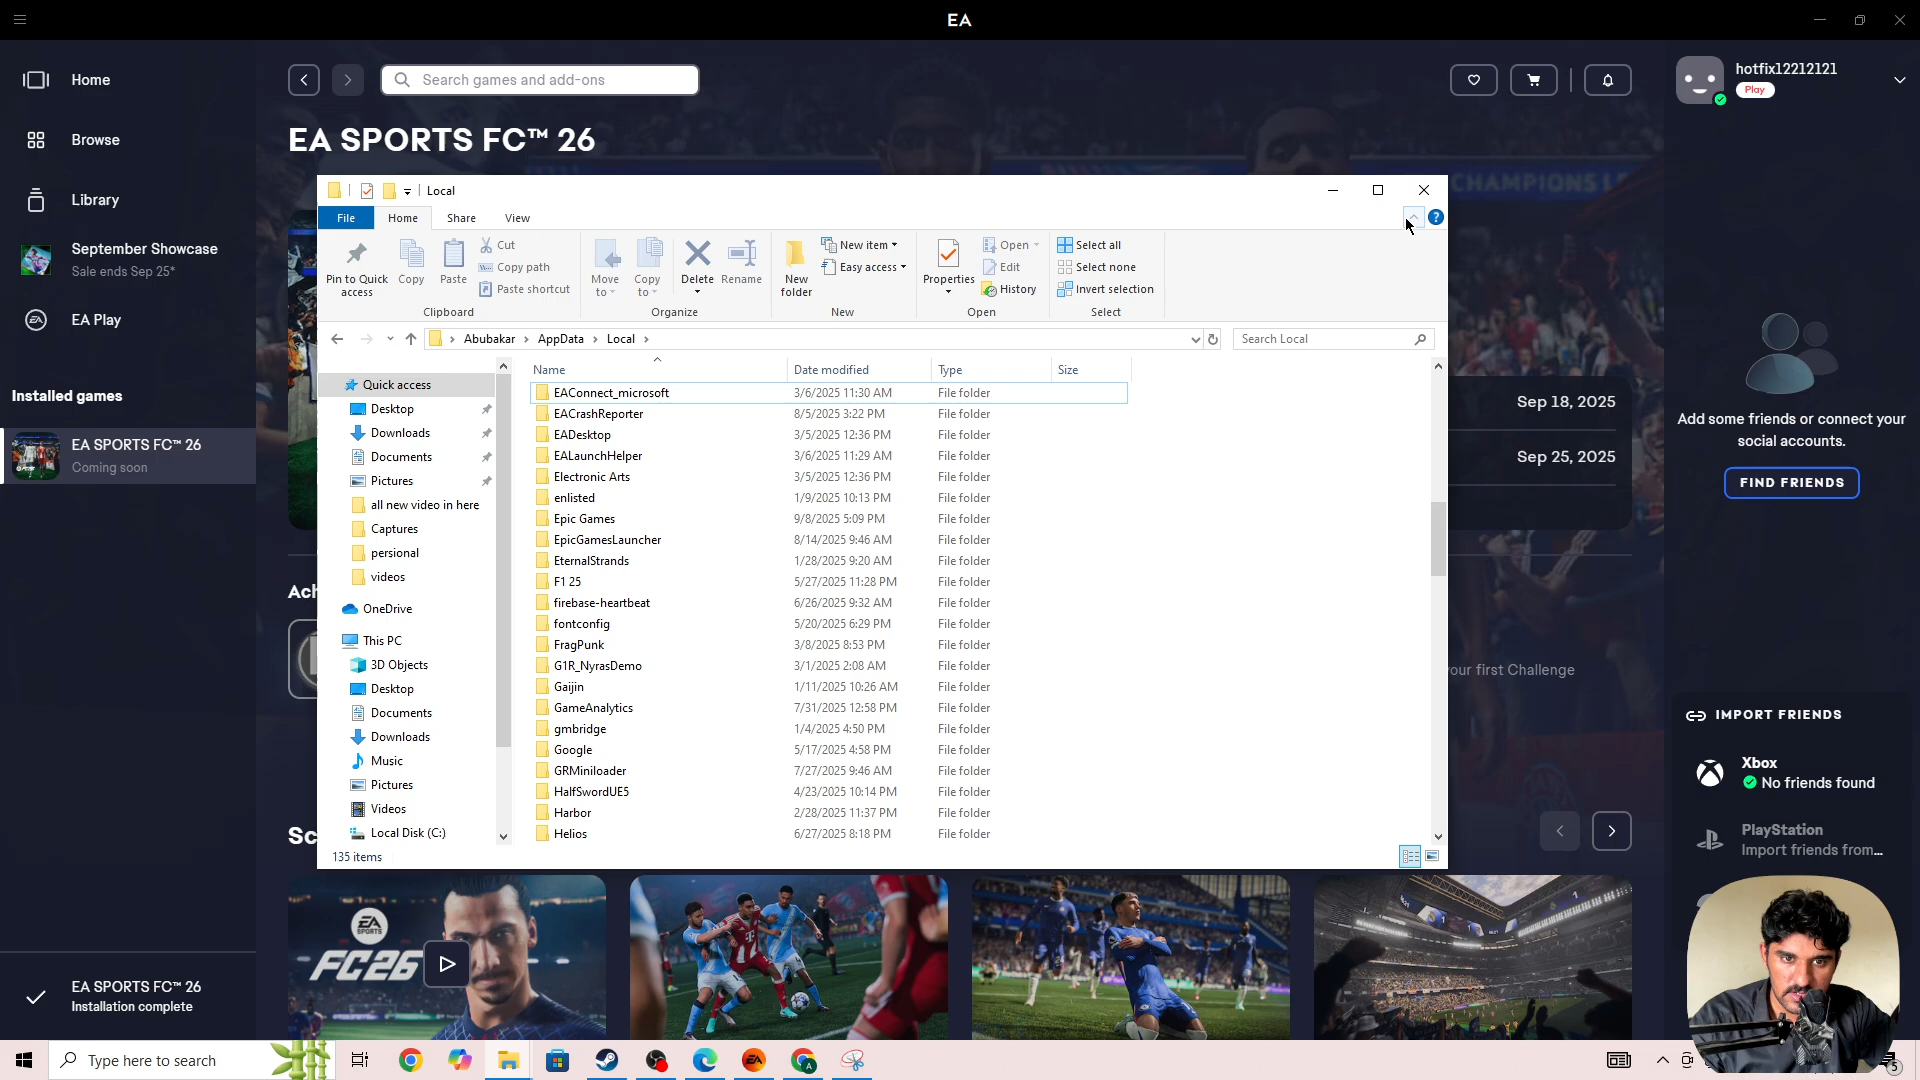 EA
Home
Browse
Library
September Showcase
Sale ends Sep 25*
EA Play
Installed games
EA SPORTS FC™ 26
Coming soon
EA SPORTS FC™ 26
Installation complete
Search games and add-ons
EA SPORTS FC™ 26
CHAMPIONS
Local
File
Home
Share
View
?
Pin to Quick access
Copy
Paste
Cut
Copy path
Paste shortcut
Clipboard
Move to
Copy to
Delete
Rename
Organize
New folder
New item
Easy access
New
Properties
Open
Edit
History
Open
Select all
Select none
Invert selection
Select
Abubakar > AppData > Local >
Search Local
Quick access
Desktop
Downloads
Documents
Pictures
all new video in here
Captures
persional
videos
OneDrive
This PC
3D Objects
Desktop
Documents
Downloads
Music
Pictures
Videos
Local Disk (C:)
Name Date modified Type Size
EAConnect_microsoft 3/6/2025 11:30 AM File folder
EACrashReporter 8/5/2025 3:22 PM File folder
EADesktop 3/5/2025 12:36 PM File folder
EALaunchHelper 3/6/2025 11:29 AM File folder
Electronic Arts 3/5/2025 12:36 PM File folder
enlisted 1/9/2025 10:13 PM File folder
Epic Games 9/8/2025 5:09 PM File folder
EpicGamesLauncher 8/14/2025 9:46 AM File folder
EternalStrands 1/28/2025 9:20 AM File folder
F1 25 5/27/2025 11:28 PM File folder
firebase-heartbeat 6/26/2025 9:32 AM File folder
fontconfig 5/20/2025 6:29 PM File folder
FragPunk 3/8/2025 8:53 PM File folder
G1R_NyrasDemo 3/1/2025 2:08 AM File folder
Gaijin 1/11/2025 10:26 AM File folder
GameAnalytics 7/31/2025 12:58 PM File folder
gmbridge 1/4/2025 4:50 PM File folder
Google 5/17/2025 4:58 PM File folder
GRMiniloader 7/27/2025 9:46 AM File folder
HalfSwordUE5 4/23/2025 10:14 PM File folder
Harbor 2/28/2025 11:37 PM File folder
Helios 6/27/2025 8:18 PM File folder
135 items
Sep 18, 2025
Sep 25, 2025
Ach
your first Challenge
Sc
EA SPORTS
FC26
hotfix12212121
Play
Add some friends or connect your
social accounts.
FIND FRIENDS
IMPORT FRIENDS
Xbox
No friends found
PlayStation
Import friends from...
Type here to search
EA
A
5